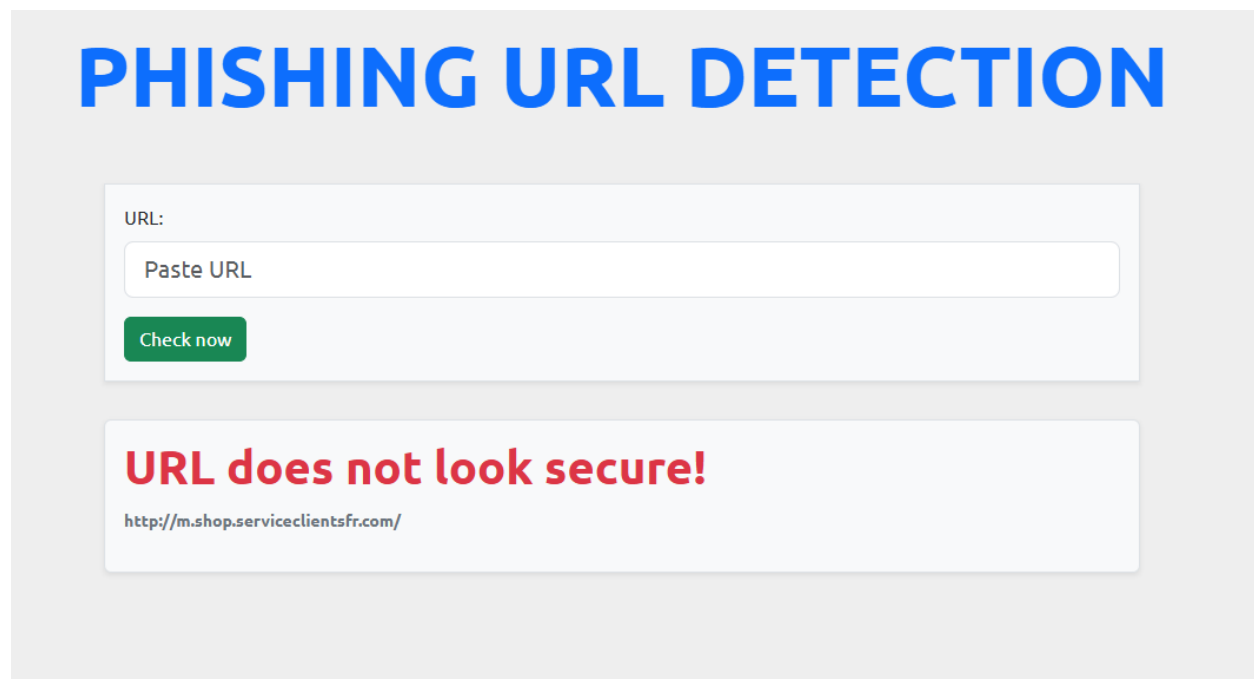 PHISHING URL DETECTION
URL:
Paste URL
Check now
URL does not look secure!
http://m.shop.serviceclientsfr.com/